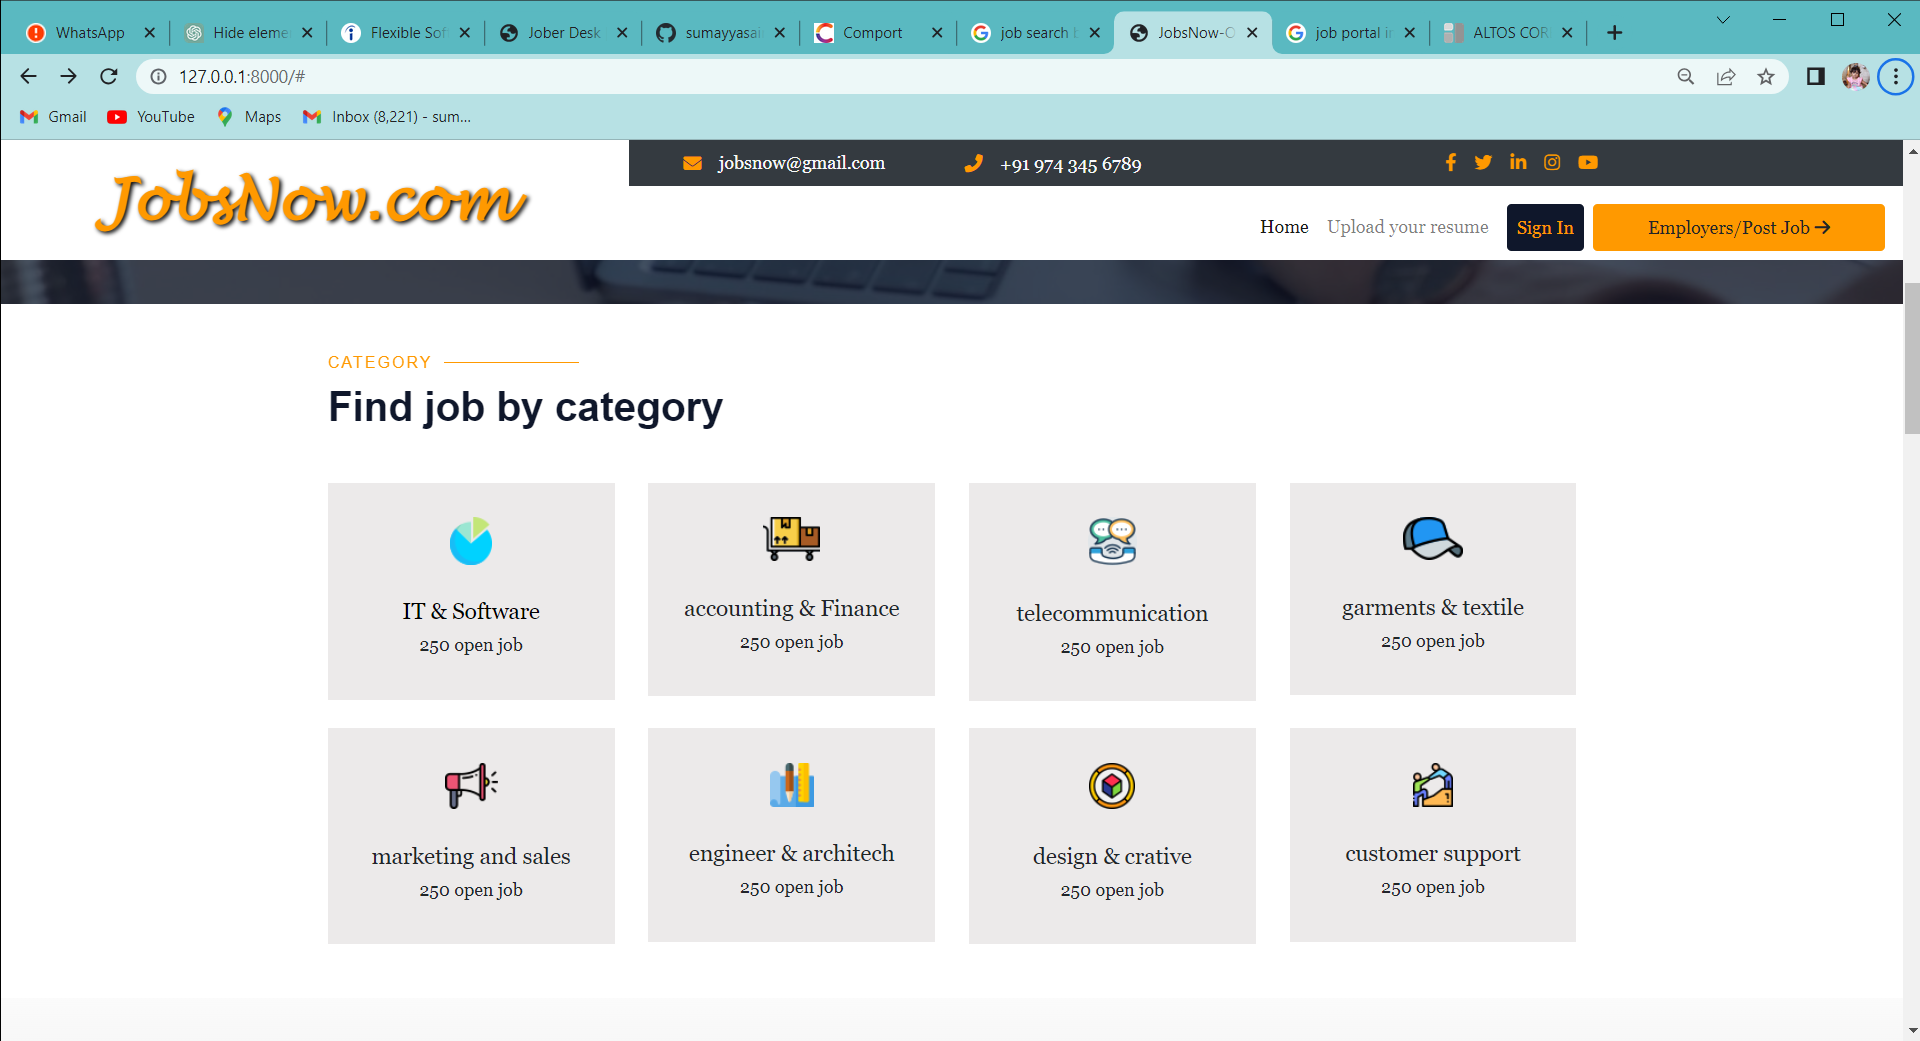 WhatsApp
Hide eleme
Flexible Sof
Jober Desk
sumayyasai
Comport
job search b
JobsNow-O
job portal in
ALTOS COR
127.0.0.1:8000/#
Gmail
YouTube
Maps
Inbox (8,221) - sum...
JobsNow.com
jobsnow@gmail.com
+91 974 345 6789
Home
Upload your resume
Sign In
Employers/Post Job
CATEGORY
Find job by category
IT & Software
250 open job
accounting & Finance
250 open job
telecommunication
250 open job
garments & textile
250 open job
marketing and sales
250 open job
engineer & architech
250 open job
design & crative
250 open job
customer support
250 open job